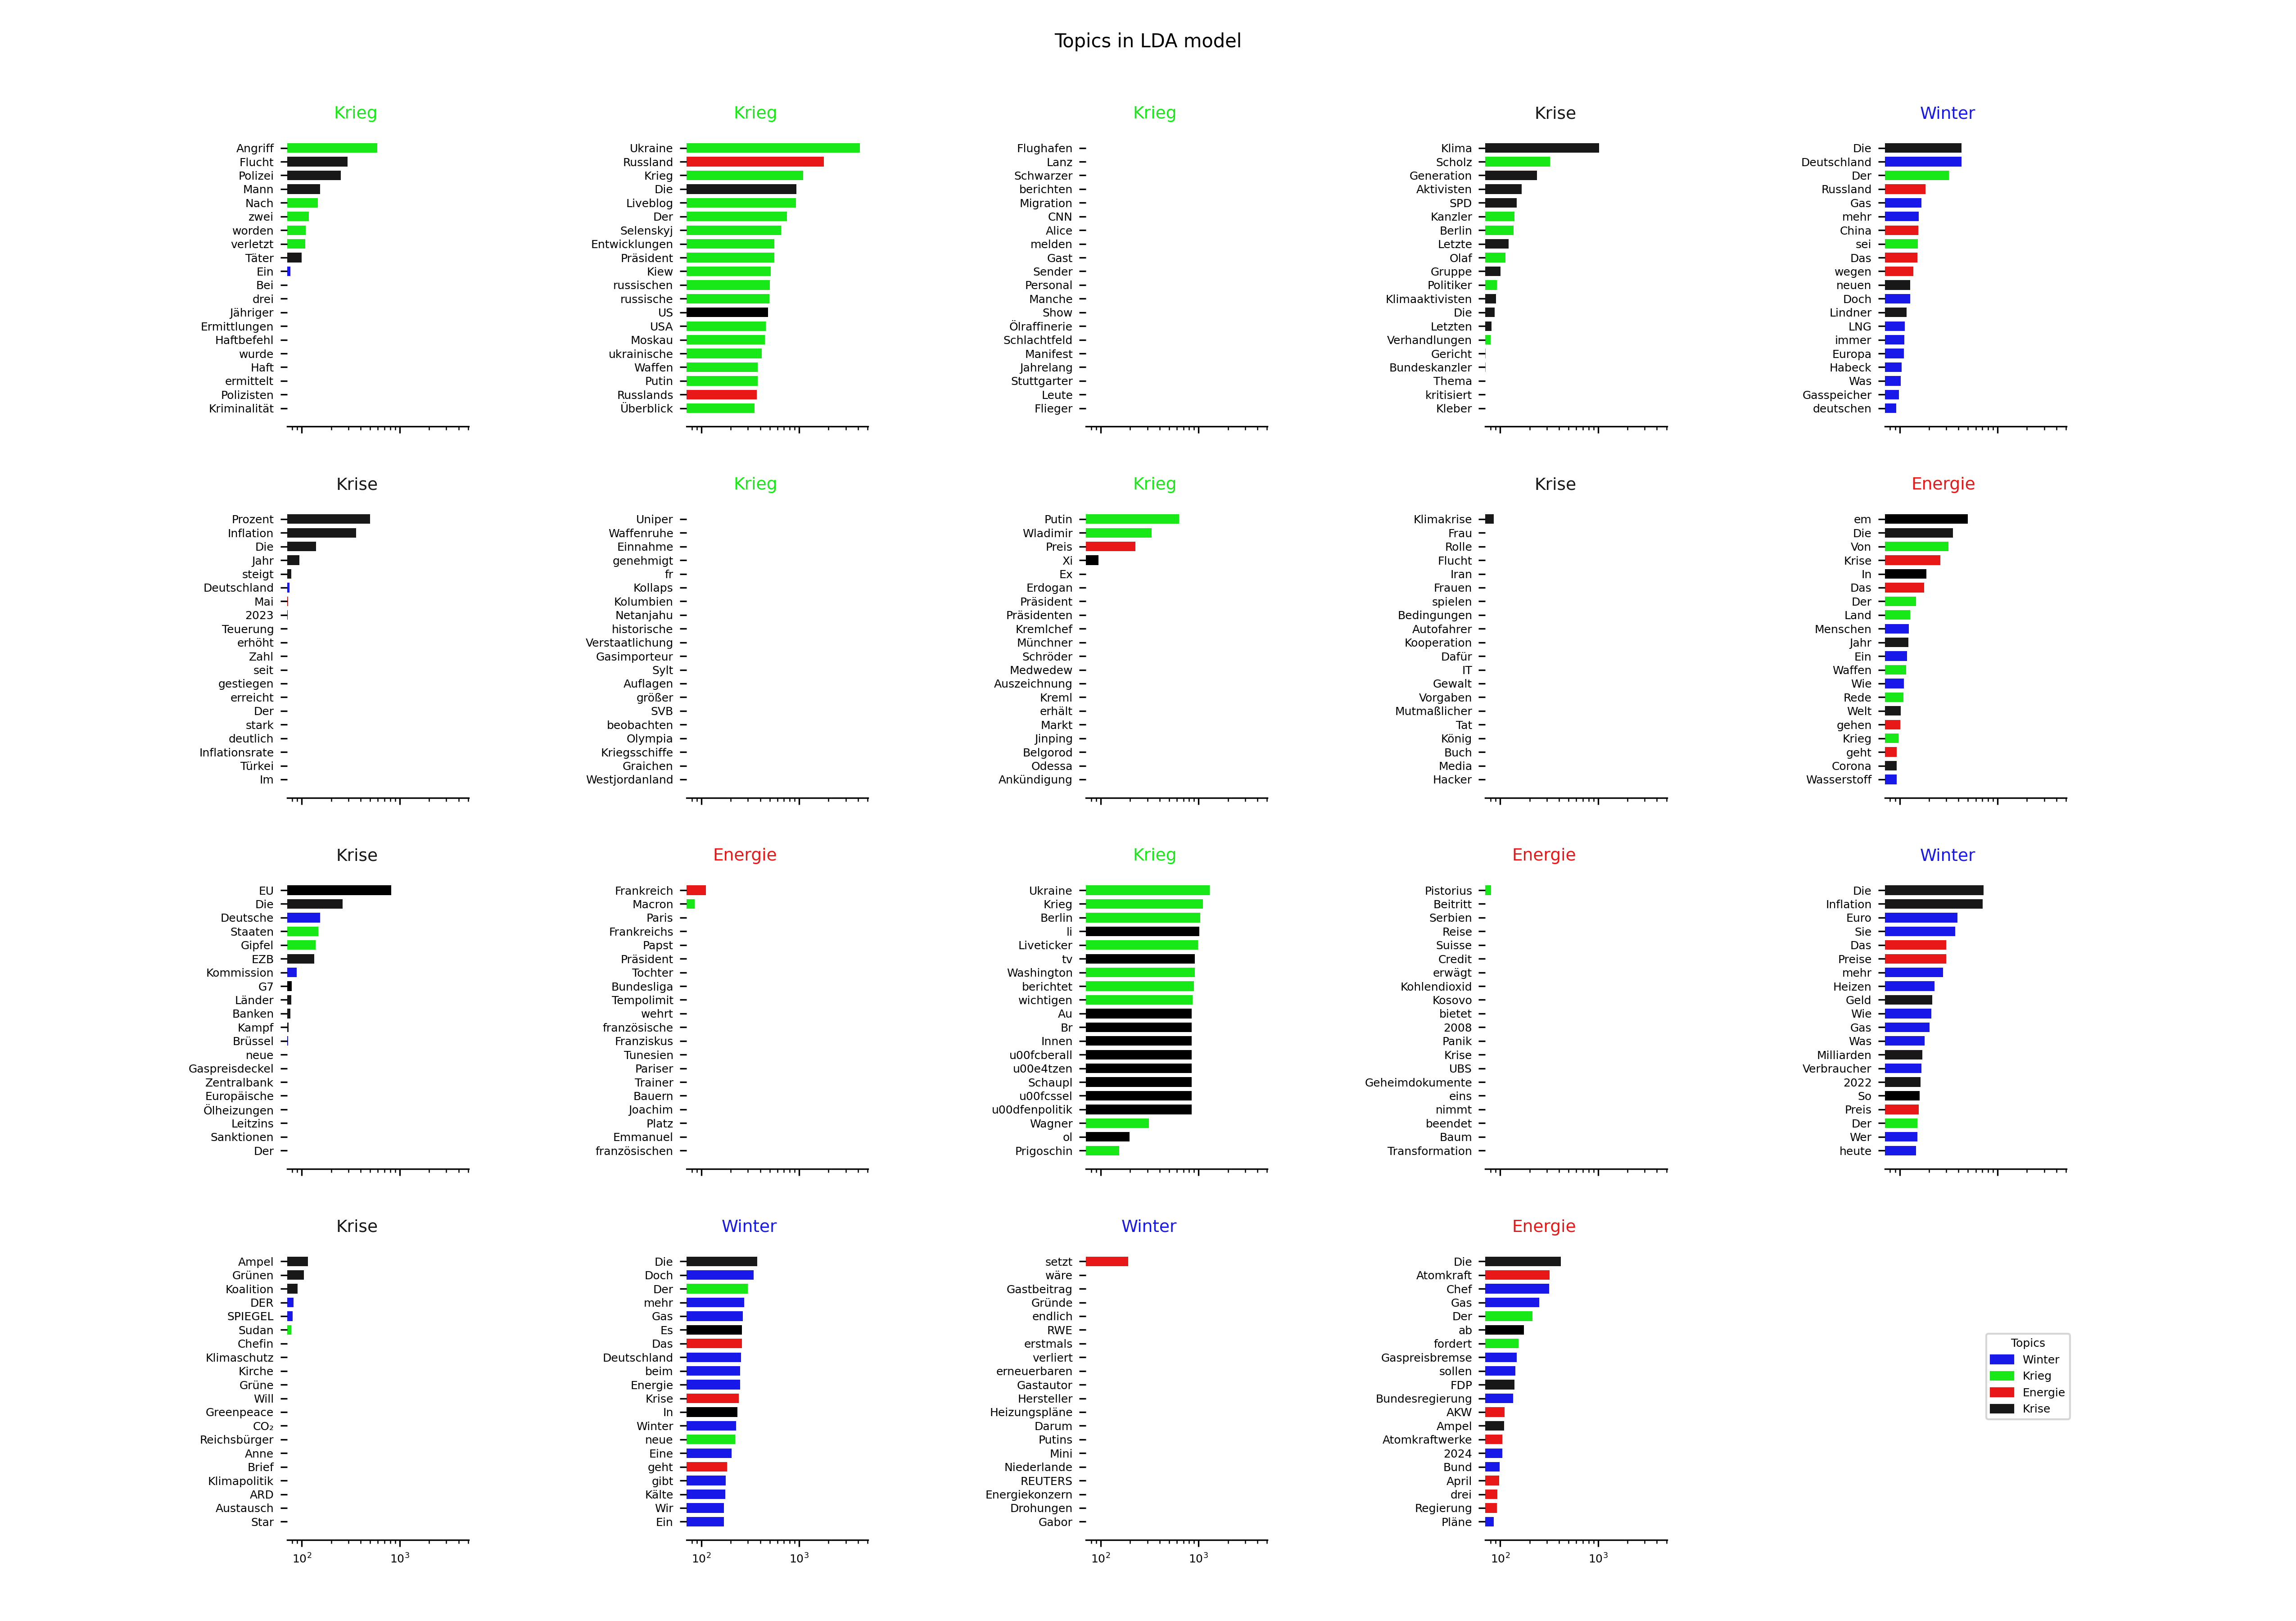 Topics in LDA model
Krieg
Angriff
Flucht
Polizei
Mann
Nach
zwei
worden
verletzt
Täter
Ein
Bei
drei
Jähriger
Ermittlungen
Haftbefehl
wurde
Haft
ermittelt
Polizisten
Kriminalität
Krieg
Ukraine
Russland
Krieg
Die
Liveblog
Der
Selenskyj
Entwicklungen
Präsident
Kiew
russischen
russische
US
USA
Moskau
ukrainische
Waffen
Putin
Russlands
Überblick
Krieg
Flughafen
Lanz
Schwarzer
berichten
Migration
CNN
Alice
melden
Gast
Sender
Personal
Manche
Show
Ölraffinerie
Schlachtfeld
Manifest
Jahrelang
Stuttgarter
Leute
Flieger
Krise
Klima
Scholz
Generation
Aktivisten
SPD
Kanzler
Berlin
Letzte
Olaf
Gruppe
Politiker
Klimaaktivisten
Die
Letzten
Verhandlungen
Gericht
Bundeskanzler
Thema
kritisiert
Kleber
Winter
Die
Deutschland
Der
Russland
Gas
mehr
China
sei
Das
wegen
neuen
Doch
Lindner
LNG
immer
Europa
Habeck
Was
Gasspeicher
deutschen
Krise
Prozent
Inflation
Die
Jahr
steigt
Deutschland
Mai
2023
Teuerung
erhöht
Zahl
seit
gestiegen
erreicht
Der
stark
deutlich
Inflationsrate
Türkei
Im
Krieg
Uniper
Waffenruhe
Einnahme
genehmigt
fr
Kollaps
Kolumbien
Netanjahu
historische
Verstaatlichung
Gasimporteur
Sylt
Auflagen
größer
SVB
beobachten
Olympia
Kriegsschiffe
Graichen
Westjordanland
Krieg
Putin
Wladimir
Preis
Xi
Ex
Erdogan
Präsident
Präsidenten
Kremlchef
Münchner
Schröder
Medwedew
Auszeichnung
Kreml
erhält
Markt
Jinping
Belgorod
Odessa
Ankündigung
Krise
Klimakrise
Frau
Rolle
Flucht
Iran
Frauen
spielen
Bedingungen
Autofahrer
Kooperation
Dafür
IT
Gewalt
Vorgaben
Mutmaßlicher
Tat
König
Buch
Media
Hacker
Energie
em
Die
Von
Krise
In
Das
Der
Land
Menschen
Jahr
Ein
Waffen
Wie
Rede
Welt
gehen
Krieg
geht
Corona
Wasserstoff
Krise
EU
Die
Deutsche
Staaten
Gipfel
EZB
Kommission
G7
Länder
Banken
Kampf
Brüssel
neue
Gaspreisdeckel
Zentralbank
Europäische
Ölheizungen
Leitzins
Sanktionen
Der
Energie
Frankreich
Macron
Paris
Frankreichs
Papst
Präsident
Tochter
Bundesliga
Tempolimit
wehrt
französische
Franziskus
Tunesien
Pariser
Trainer
Bauern
Joachim
Platz
Emmanuel
französischen
Krieg
Ukraine
Krieg
Berlin
li
Liveticker
tv
Washington
berichtet
wichtigen
Au
Br
Innen
u00fcberall
u00e4tzen
Schaupl
u00fcssel
u00dfenpolitik
Wagner
ol
Prigoschin
Energie
Pistorius
Beitritt
Serbien
Reise
Suisse
Credit
erwägt
Kohlendioxid
Kosovo
bietet
2008
Panik
Krise
UBS
Geheimdokumente
eins
nimmt
beendet
Baum
Transformation
Winter
Die
Inflation
Euro
Sie
Das
Preise
mehr
Heizen
Geld
Wie
Gas
Was
Milliarden
Verbraucher
2022
So
Preis
Der
Wer
heute
Krise
Ampel
Grünen
Koalition
DER
SPIEGEL
Sudan
Chefin
Klimaschutz
Kirche
Grüne
Will
Greenpeace
CO₂
Reichsbürger
Anne
Brief
Klimapolitik
ARD
Austausch
Star
10² 10³
Winter
Die
Doch
Der
mehr
Gas
Es
Das
Deutschland
beim
Energie
Krise
In
Winter
neue
Eine
geht
gibt
Kälte
Wir
Ein
10² 10³
Winter
setzt
wäre
Gastbeitrag
Gründe
endlich
RWE
erstmals
verliert
erneuerbaren
Gastautor
Hersteller
Heizungspläne
Darum
Putins
Mini
Niederlande
REUTERS
Energiekonzern
Drohungen
Gabor
10² 10³
Energie
Die
Atomkraft
Chef
Gas
Der
ab
fordert
Gaspreisbremse
sollen
FDP
Bundesregierung
AKW
Ampel
Atomkraftwerke
2024
Bund
April
drei
Regierung
Pläne
10² 10³
Topics
Winter
Krieg
Energie
Krise